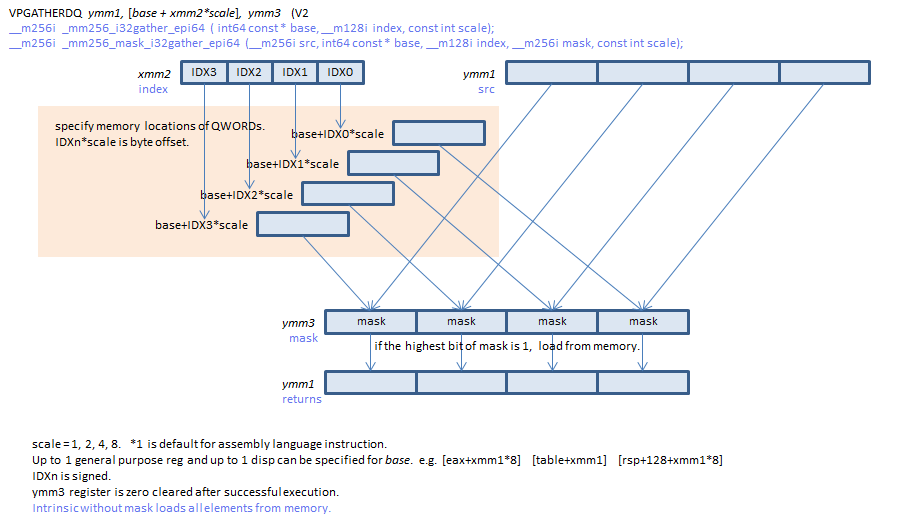 VPGATHERDQ ymm1, [base + xmm2*scale], ymm3 (V2
__m256i _mm256_i32gather_epi64 ( int64 const * base, __m128i index, const int scale);
__m256i _mm256_mask_i32gather_epi64 (__m256i src, int64 const * base, __m128i index, __m256i mask, const int scale);
xmm2 IDX3 IDX2 IDX1 IDX0 ymm1
index src
specify memory locations of QWORDs.
IDXn*scale is byte offset.
base+IDX0*scale
base+IDX1*scale
base+IDX2*scale
base+IDX3*scale
ymm3 mask mask mask mask
mask
if the highest bit of mask is 1, load from memory.
ymm1
returns
scale = 1, 2, 4, 8. *1 is default for assembly language instruction.
Up to 1 general purpose reg and up to 1 disp can be specified for base. e.g. [eax+xmm1*8] [table+xmm1] [rsp+128+xmm1*8]
IDXn is signed.
ymm3 register is zero cleared after successful execution.
Intrinsic without mask loads all elements from memory.